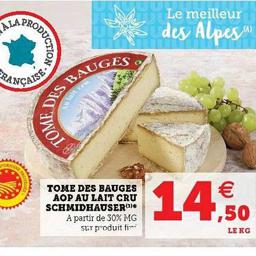 Le meilleur
des Alpes(A)
À LA PRODUCTION
FRANÇAISE
TOME DES BAUGES
TOME DES BAUGES
AOP AU LAIT CRU
SCHMIDHAUSER
A partir de 30% MG
sur produit fini
14€,50
LE KG